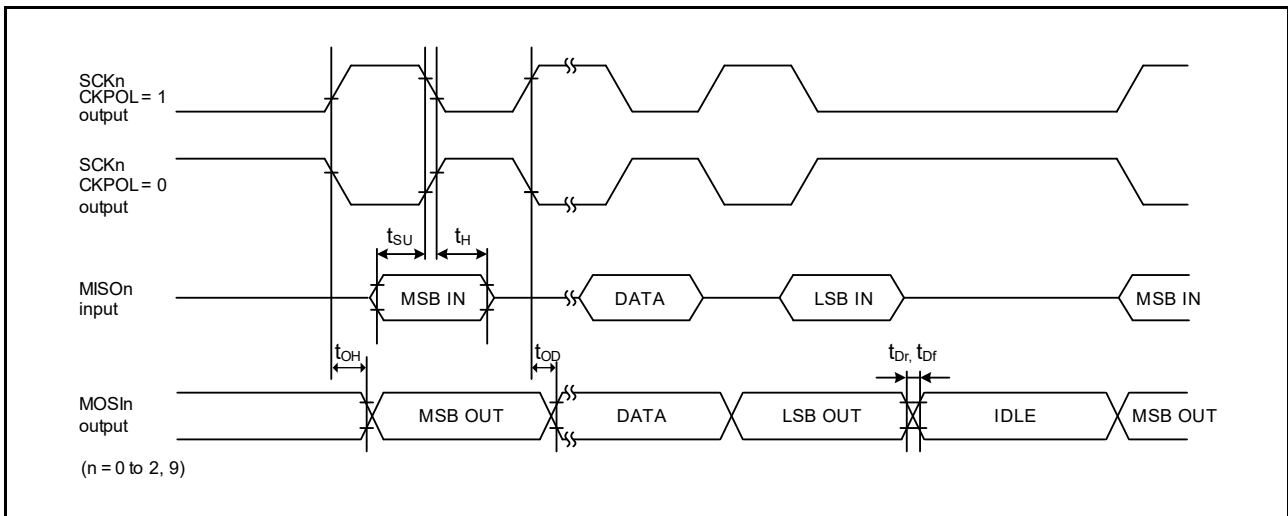 SCKn
CKPOL = 1
output
SCKn
CKPOL = 0
output
tSU
tH
MISOn
input
MSB IN
DATA
LSB IN
MSB IN
tOH
tOD
tDr, tDf
MOSIn
output
MSB OUT
DATA
LSB OUT
IDLE
MSB OUT
(n = 0 to 2, 9)